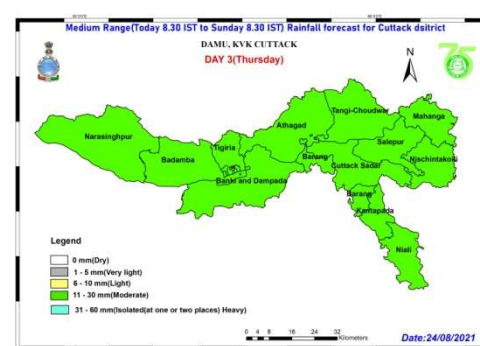 Medium Range(Today 8.30 IST to Sunday 8.30 IST) Rainfall forecast for Cuttack dsitrict
DAMU, KVK CUTTACK
DAY 3(Thursday)
N
75
Tangi-Choudwar
Mahanga
Athagad
Narasinghpur
Salepur
Tigiria
Badamba
Barang
Nischintakoili
Cuttack Sadar
Banki and Dampada
Barang
Kantapada
Niali
Legend
0 mm(Dry)
1 - 5 mm(Very light)
6 - 10 mm(Light)
11 - 30 mm(Moderate)
31 - 60 mm(Isolated(at one or two places) Heavy)
0 4 8 16 24 32
Kilometers
Date:24/08/2021